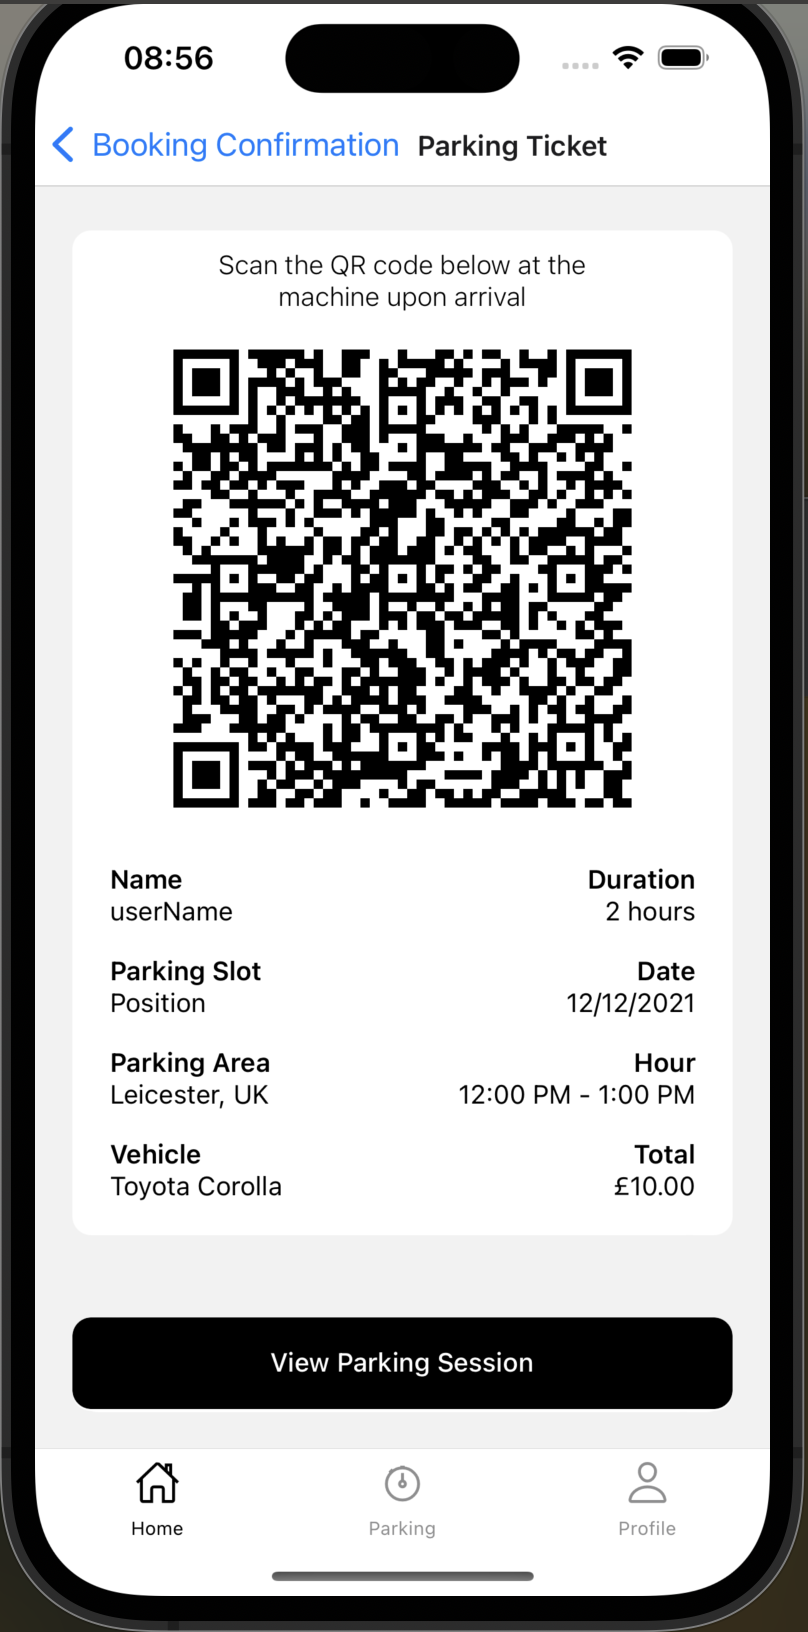 08:56
Booking Confirmation Parking Ticket
Scan the QR code below at the
machine upon arrival
Name Duration
userName 2 hours
Parking Slot Date
Position 12/12/2021
Parking Area Hour
Leicester, UK 12:00 PM - 1:00 PM
Vehicle Total
Toyota Corolla £10.00
View Parking Session
Home Parking Profile